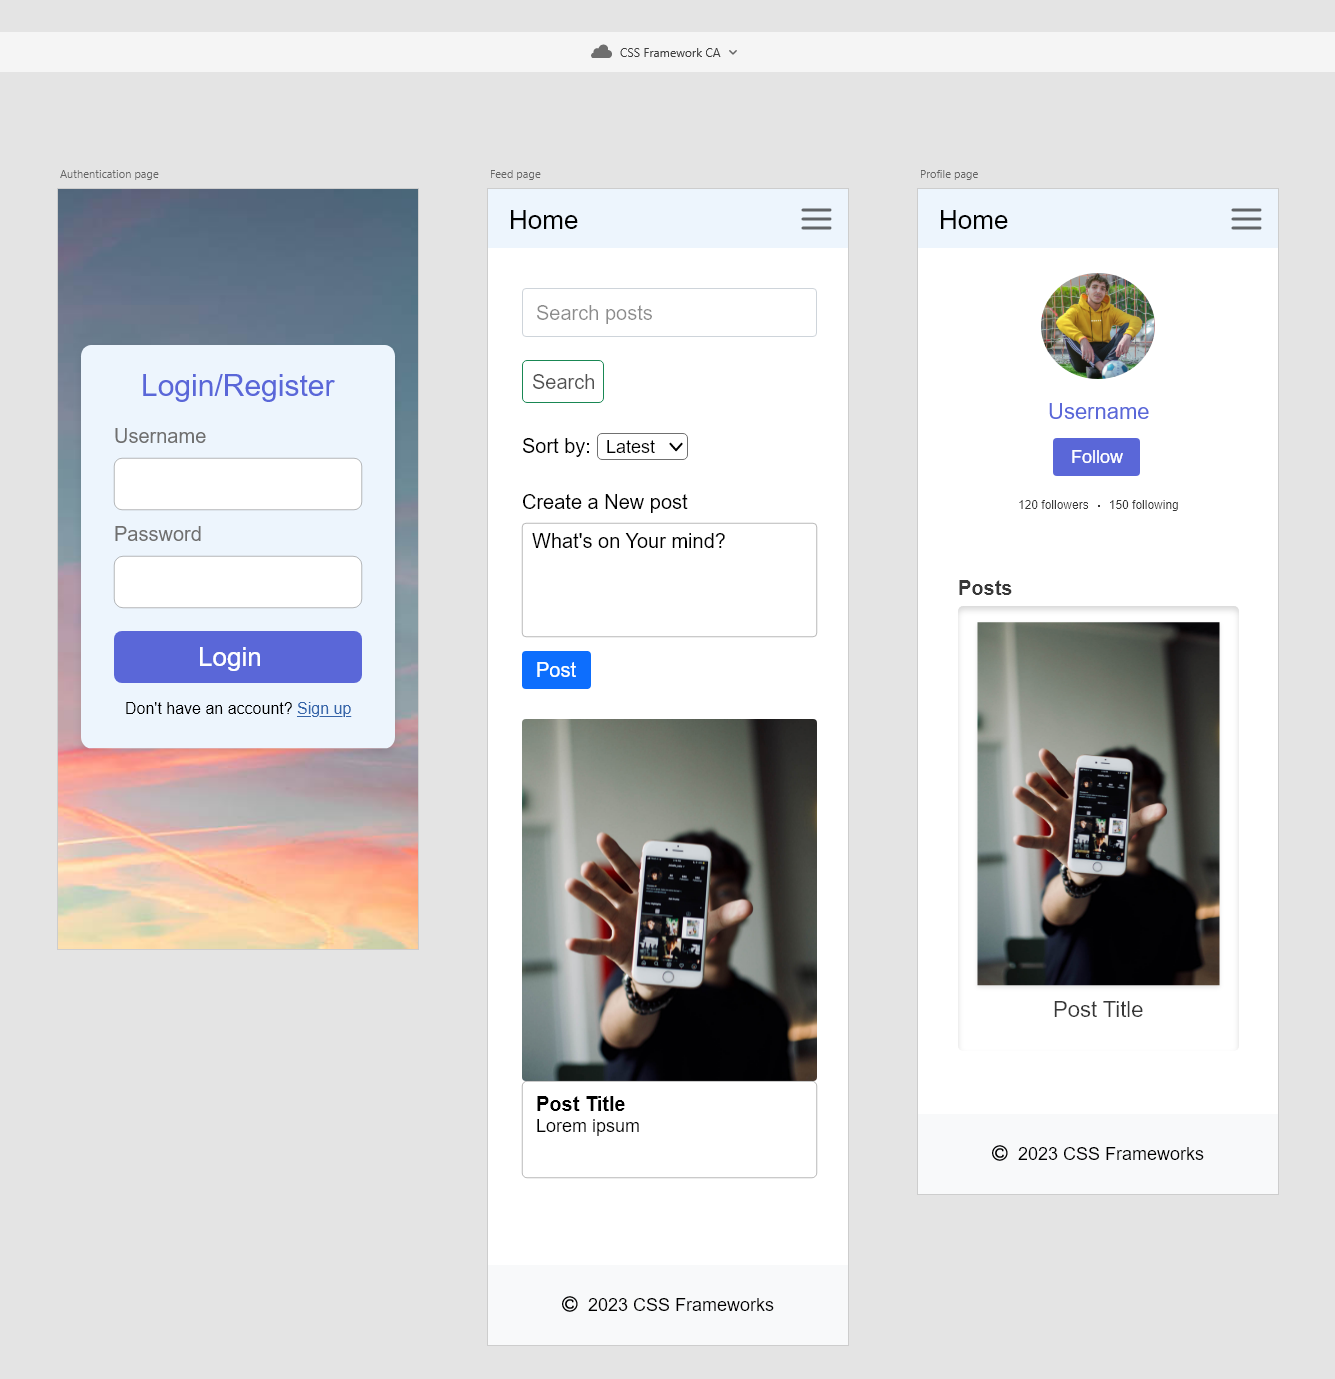 CSS Framework CA
Authentication page
Login/Register
Username
Password
Login
Don't have an account? Sign up
Feed page
Home
Search posts
Search
Sort by: Latest
Create a New post
What's on Your mind?
Post
Post Title
Lorem ipsum
© 2023 CSS Frameworks
Profile page
Home
Username
Follow
120 followers • 150 following
Posts
Post Title
© 2023 CSS Frameworks